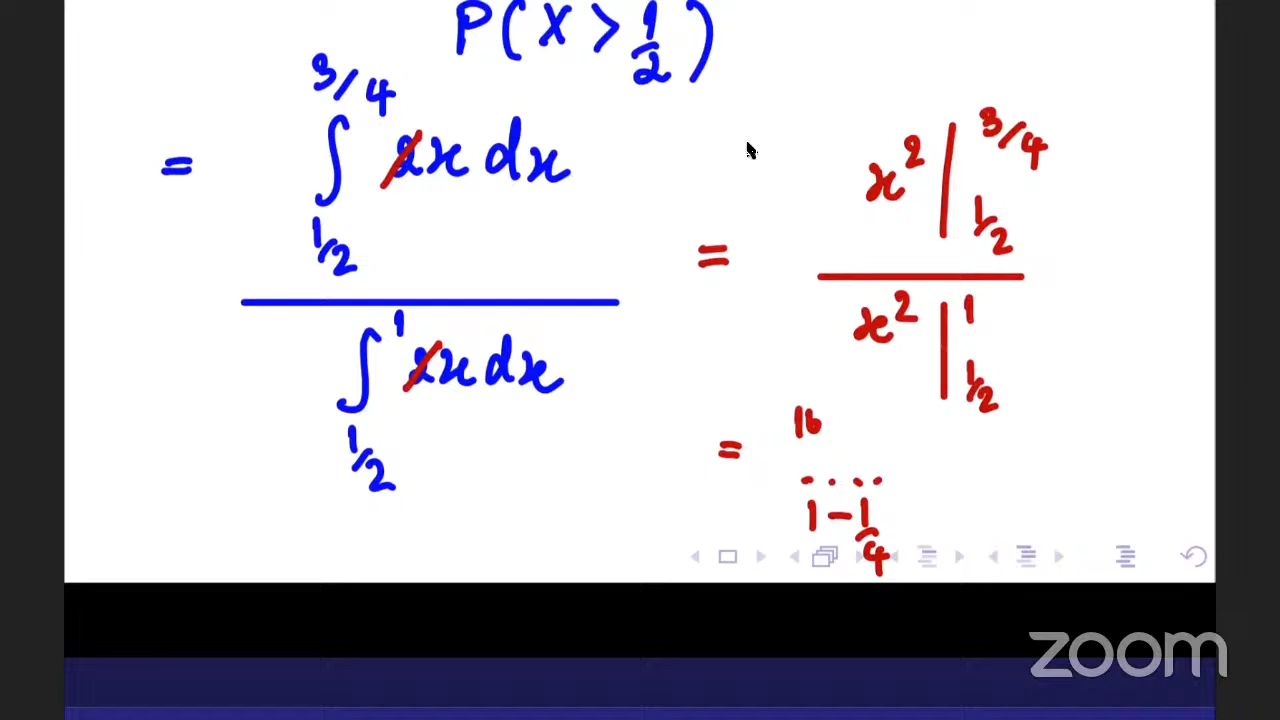 P(X > 1/2)
= ∫_{1/2}^{3/4} 2x dx
∫_{1/2}^{1} 2x dx
= x² |_{1/2}^{3/4}
x² |_{1/2}^{1}
= 16
1 - 1/4
zoom